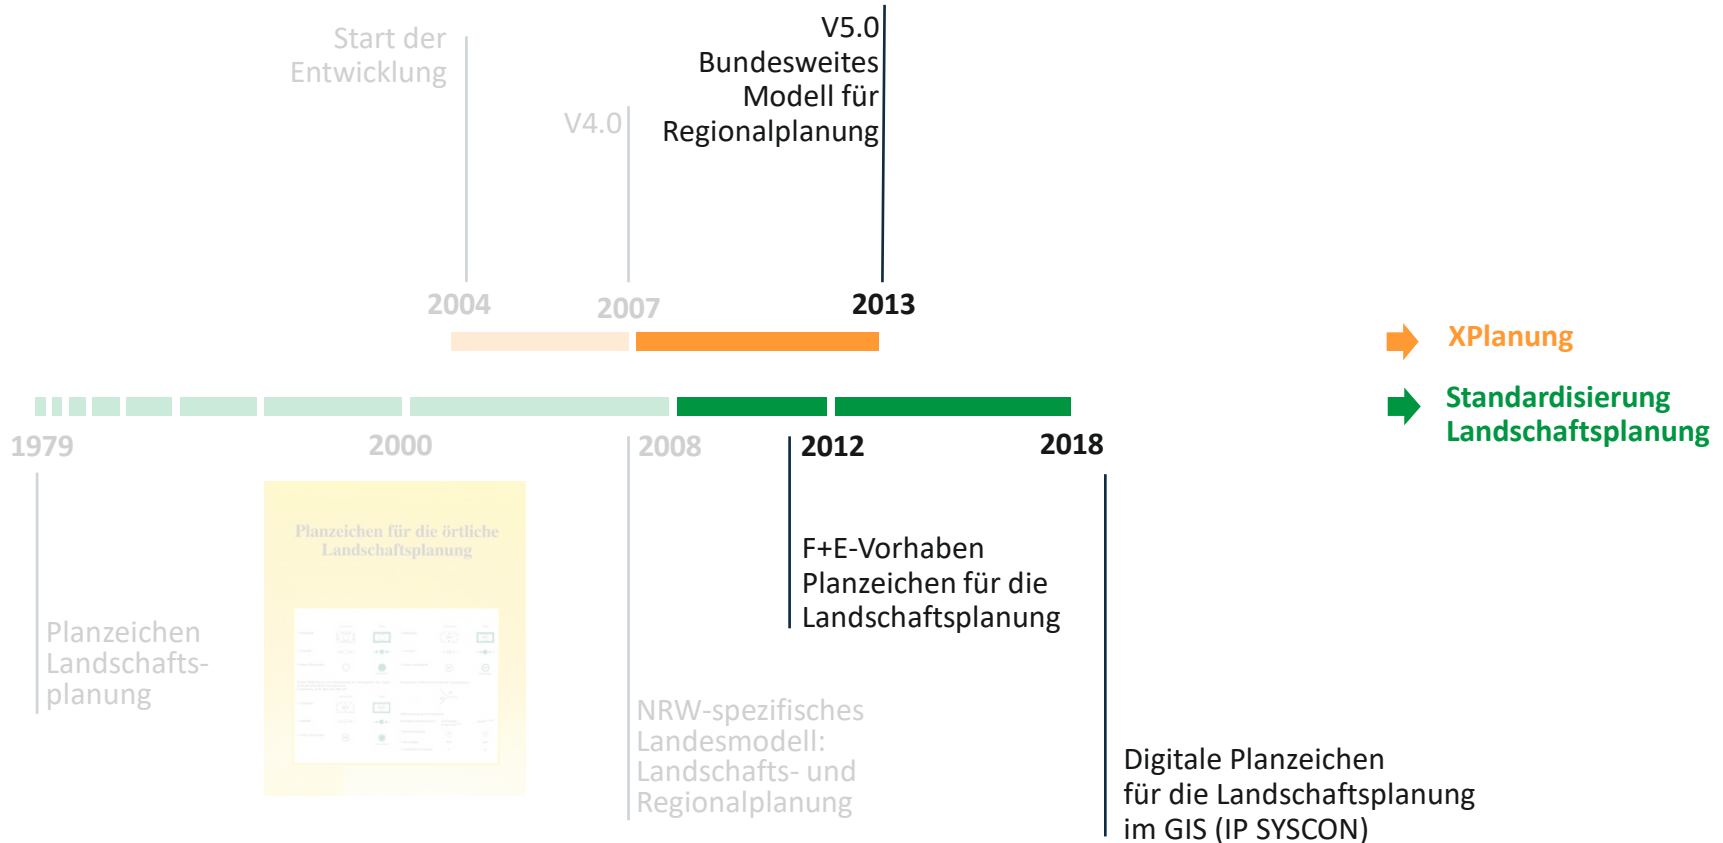 Start der
Entwicklung
V4.0
V5.0
Bundesweites
Modell für
Regionalplanung
2004
2007
2013
XPlanung
Standardisierung
Landschaftsplanung
1979
2000
2008
2012
2018
Planzeichen
Landschafts-
planung
Planzeichen für die örtliche
Landschaftsplanung
NRW-spezifisches
Landesmodell:
Landschafts- und
Regionalplanung
F+E-Vorhaben
Planzeichen für die
Landschaftsplanung
Digitale Planzeichen
für die Landschaftsplanung
im GIS (IP SYSCON)